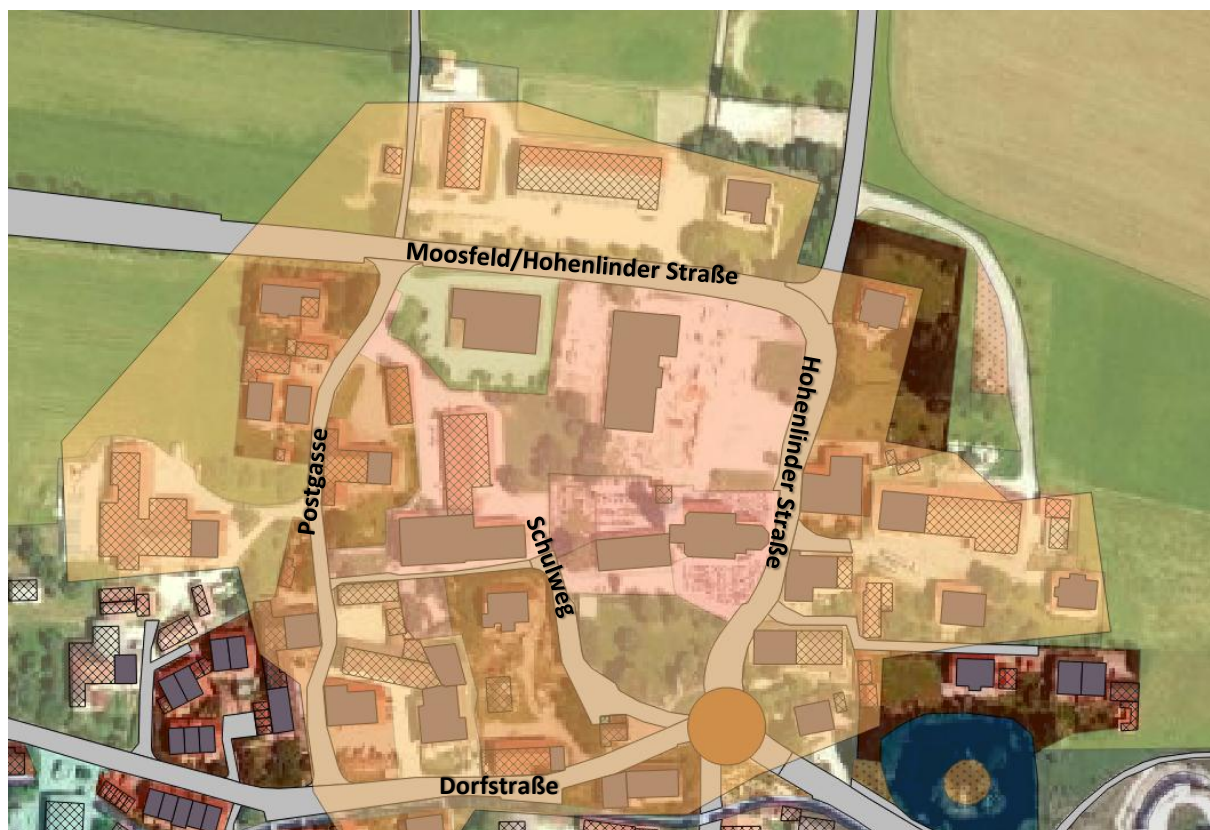 Moosfeld/Hohenlinder Straße
Hohenlinder Straße
Postgasse
Schulweg
Dorfstraße